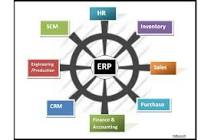 HR
SCM
Inventory
Engineering
/Production
ERP
Sales
CRM
Purchase
Finance &
Accounting